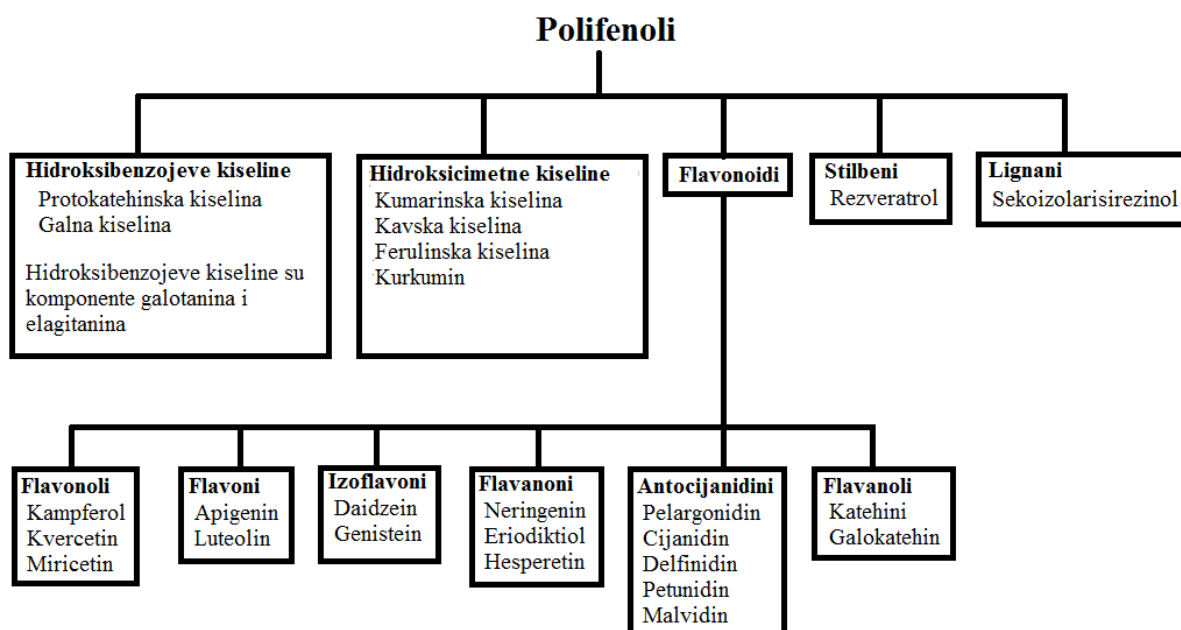 Polifenoli
Hidroksibenzojeve kiseline
Protokatehinska kiselina
Galna kiselina
Hidroksibenzojeve kiseline su
komponente galotanina i
elagitanina
Hidroksicimetne kiseline
Kumarinska kiselina
Kavska kiselina
Ferulinska kiselina
Kurkumin
Flavonoidi
Stilbeni
Rezveratrol
Lignani
Sekoizolarisirezinol
Flavonoli
Kampferol
Kvercetin
Miricetin
Flavoni
Apigenin
Luteolin
Izoflavoni
Daidzein
Genistein
Flavanoni
Neringenin
Eriodiktiol
Hesperetin
Antocijanidini
Pelargonidin
Cijanidin
Delfinidin
Petunidin
Malvidin
Flavanoli
Katehini
Galokatehin